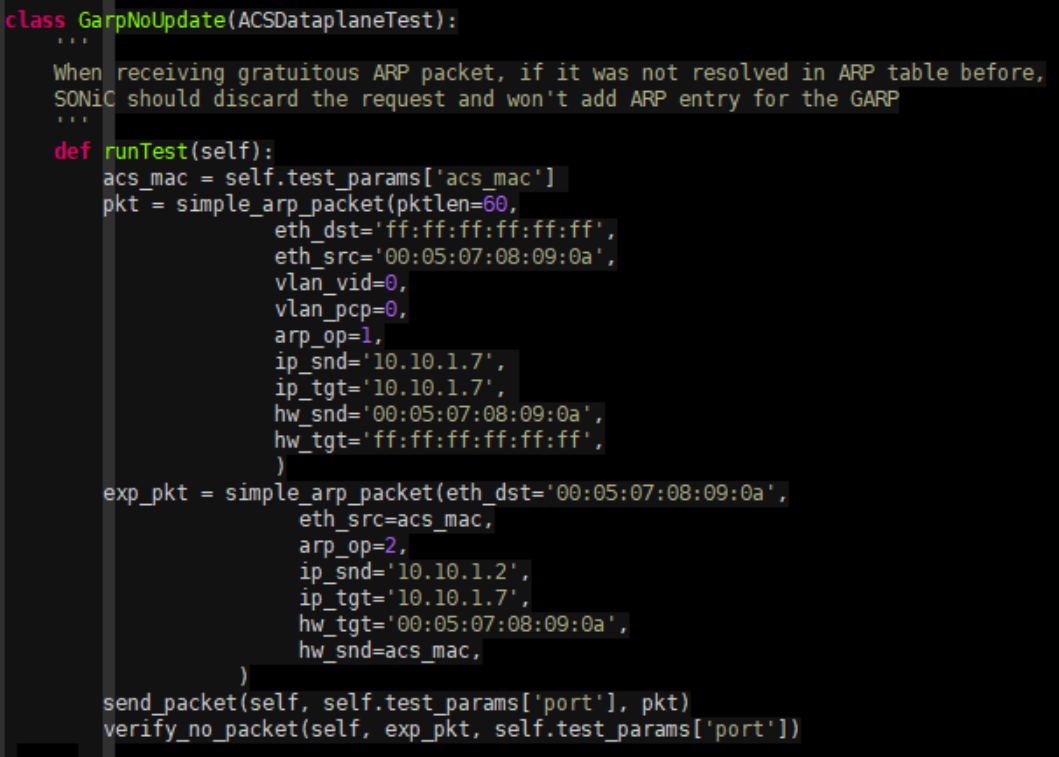 class GarpNoUpdate(ACSDataplaneTest):
    '''
    When receiving gratuitous ARP packet, if it was not resolved in ARP table before,
    SONiC should discard the request and won't add ARP entry for the GARP
    '''
    def runTest(self):
        acs_mac = self.test_params['acs_mac']
        pkt = simple_arp_packet(pktlen=60,
                      eth_dst='ff:ff:ff:ff:ff:ff',
                      eth_src='00:05:07:08:09:0a',
                      vlan_vid=0,
                      vlan_pcp=0,
                      arp_op=1,
                      ip_snd='10.10.1.7',
                      ip_tgt='10.10.1.7',
                      hw_snd='00:05:07:08:09:0a',
                      hw_tgt='ff:ff:ff:ff:ff:ff',
                      )
        exp_pkt = simple_arp_packet(eth_dst='00:05:07:08:09:0a',
                        eth_src=acs_mac,
                        arp_op=2,
                        ip_snd='10.10.1.2',
                        ip_tgt='10.10.1.7',
                        hw_tgt='00:05:07:08:09:0a',
                        hw_snd=acs_mac,
                   )
        send_packet(self, self.test_params['port'], pkt)
        verify_no_packet(self, exp_pkt, self.test_params['port'])